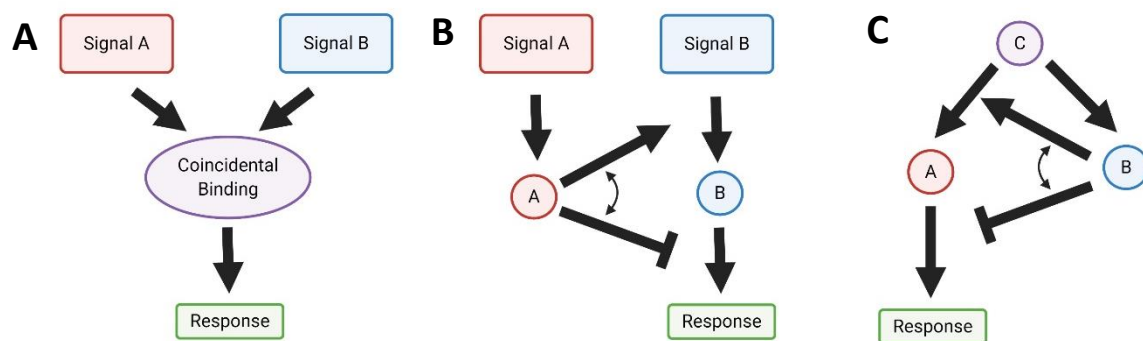 A
Signal A
Signal B
Coincidental
Binding
Response
B
Signal A
Signal B
A
B
Response
C
C
A
B
Response